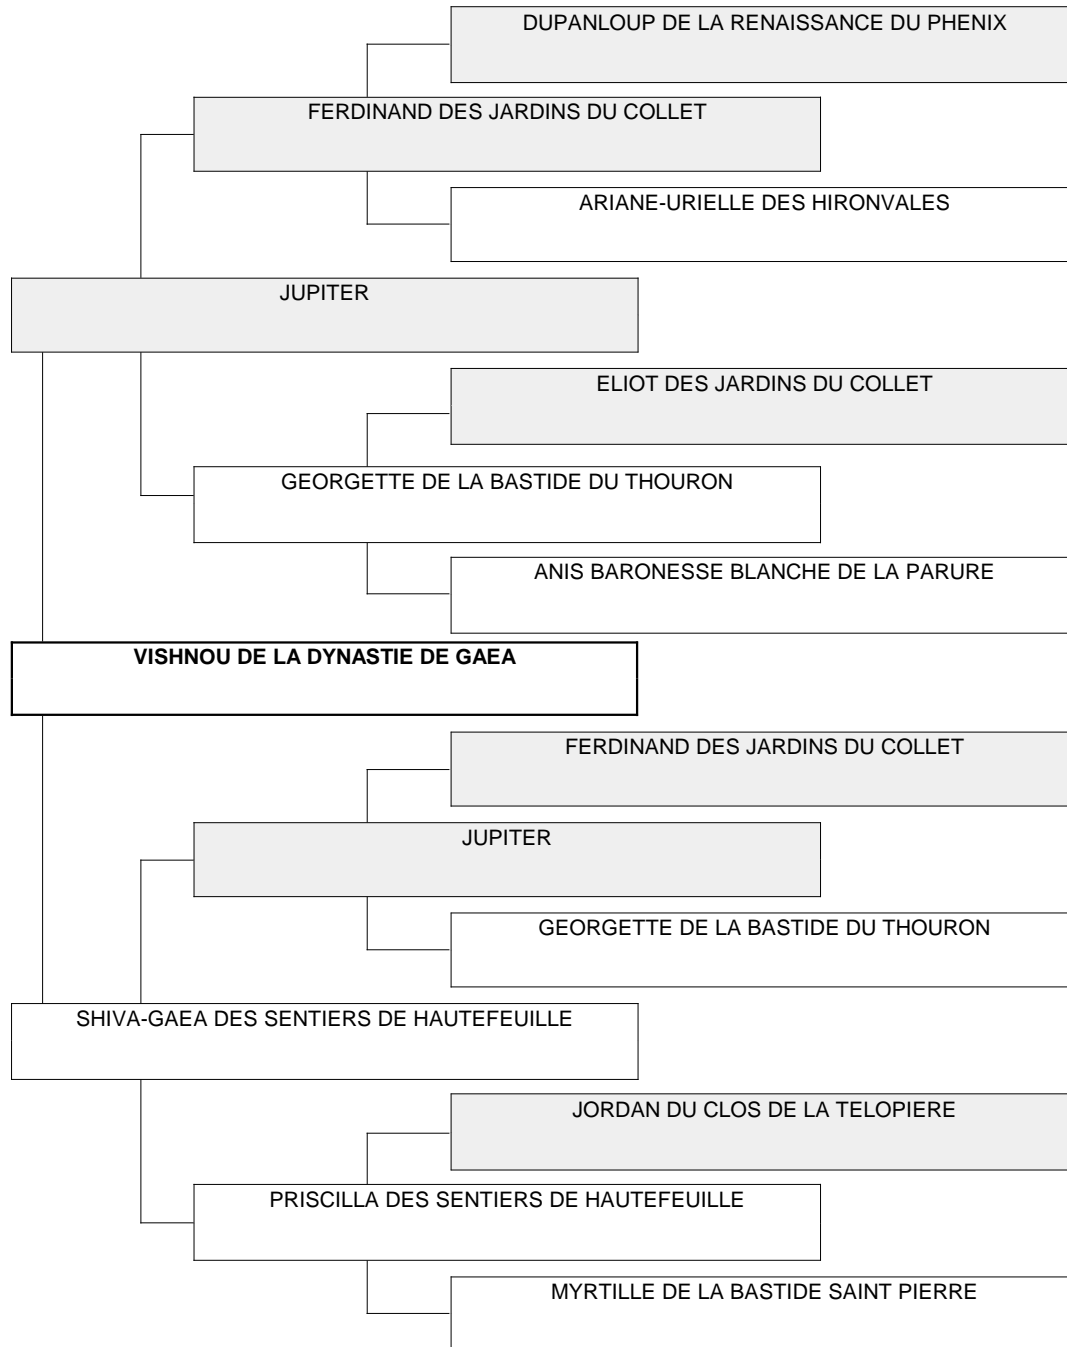 DUPANLOUP DE LA RENAISSANCE DU PHENIX
FERDINAND DES JARDINS DU COLLET
ARIANE-URIELLE DES HIRONVALES
JUPITER
ELIOT DES JARDINS DU COLLET
GEORGETTE DE LA BASTIDE DU THOURON
ANIS BARONESSE BLANCHE DE LA PARURE
VISHNOU DE LA DYNASTIE DE GAEA
FERDINAND DES JARDINS DU COLLET
JUPITER
GEORGETTE DE LA BASTIDE DU THOURON
SHIVA-GAEA DES SENTIERS DE HAUTEFEUILLE
JORDAN DU CLOS DE LA TELOPIERE
PRISCILLA DES SENTIERS DE HAUTEFEUILLE
MYRTILLE DE LA BASTIDE SAINT PIERRE